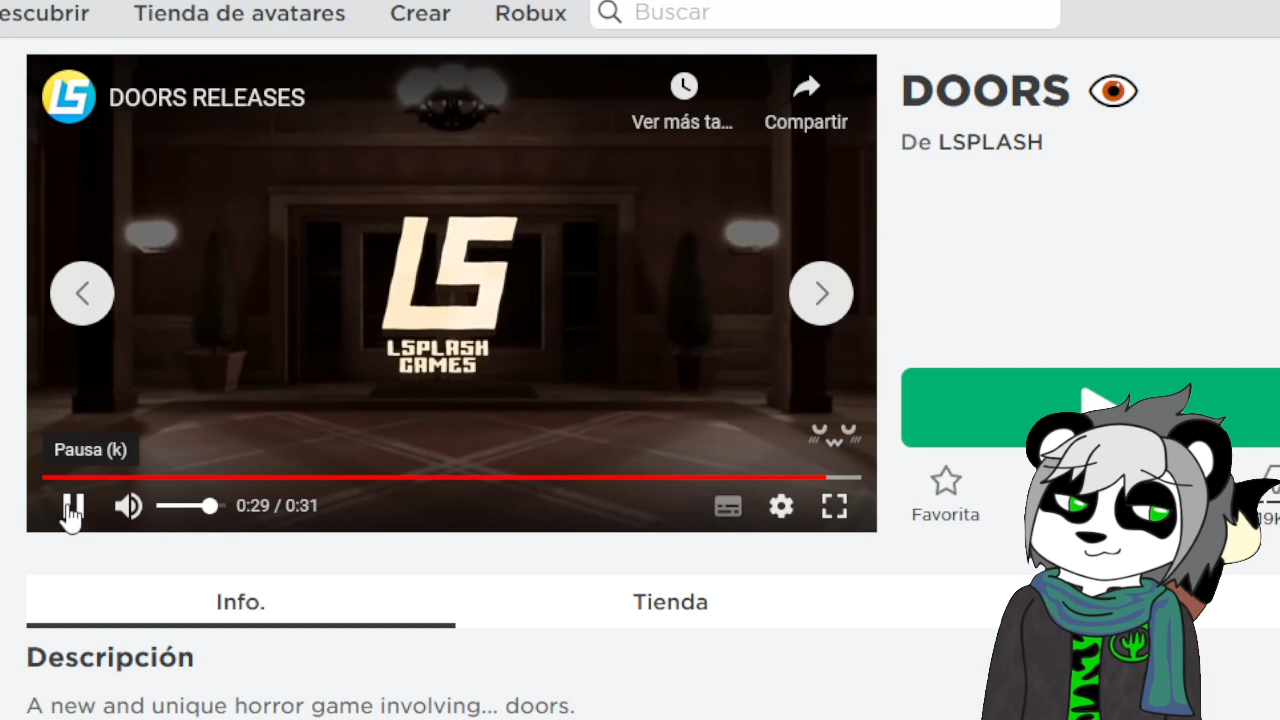 escubrir
Tienda de avatares
Crear
Robux
Buscar
LS
DOORS RELEASES
Ver más ta...
Compartir
DOORS
De LSPLASH
LS
LSPLASH
GAMES
Pausa (k)
0:29 / 0:31
Favorita
Info.
Tienda
Descripción
A new and unique horror game involving... doors.